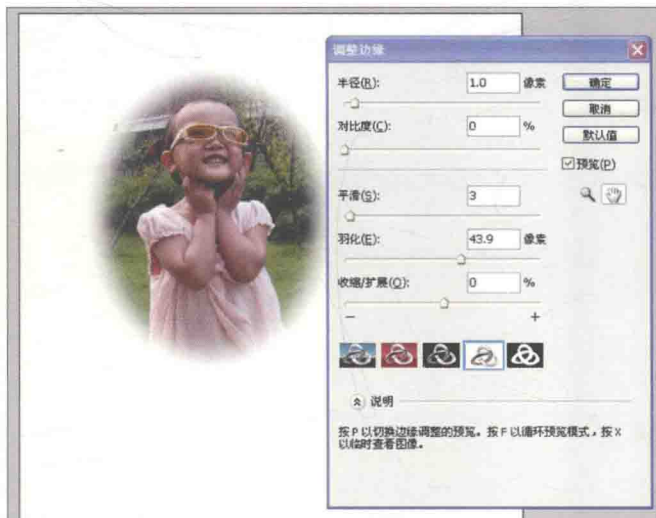 调整边缘
半径(R): 1.0 像素
确定
取消
对比度(C): 0 %
默认值
预览(P)
平滑(S): 3
羽化(E): 43.9 像素
收缩/扩展(O): 0 %
− +
说明
按 P 以切换边缘调整的预览。按 F 以循环预览模式，按 X
以临时查看图像。